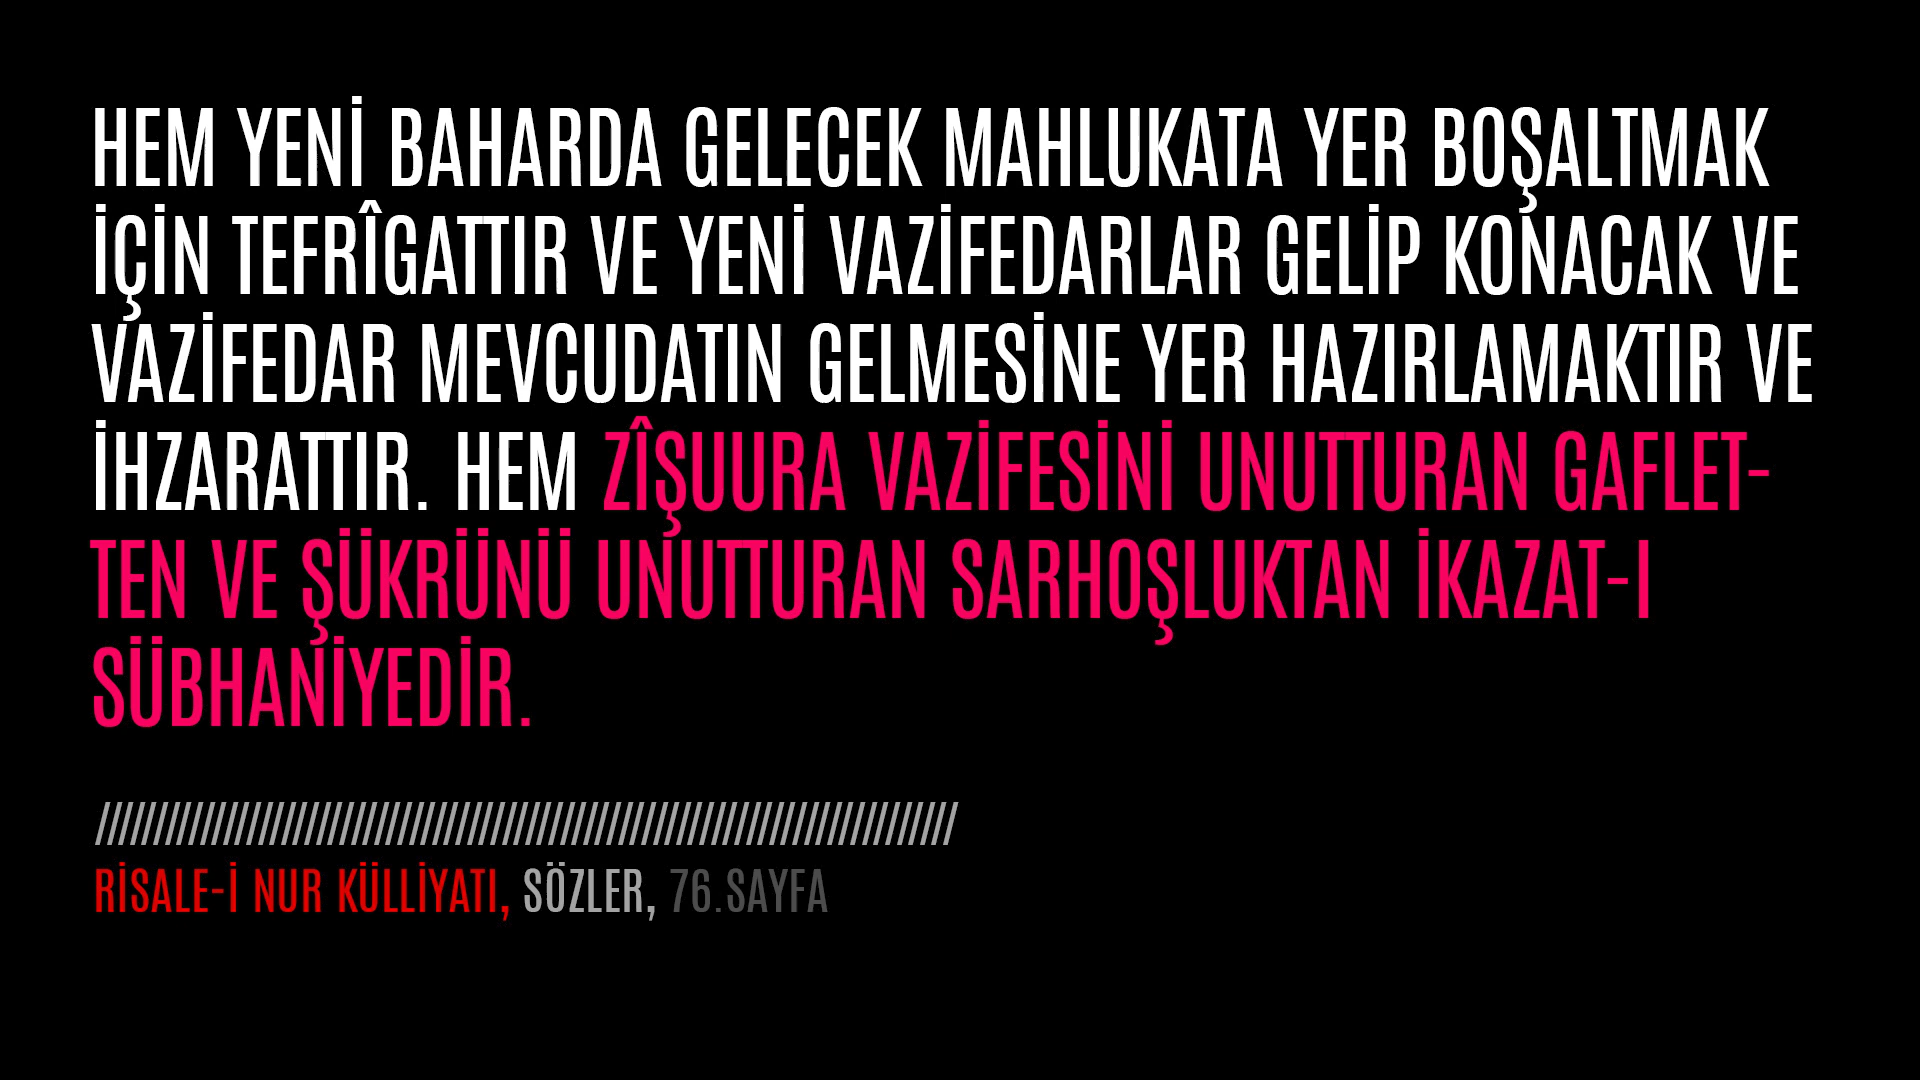 HEM YENİ BAHARDA GELECEK MAHLUKATA YER BOŞALTMAK
İÇİN TEFRÎGATTIR VE YENİ VAZİFEDARLAR GELİP KONACAK VE
VAZİFEDAR MEVCUDATIN GELMESİNE YER HAZIRLAMAKTIR VE
İHZARATTIR. HEM ZÎŞUURA VAZİFESİNİ UNUTTURAN GAFLET-
TEN VE ŞÜKRÜNÜ UNUTTURAN SARHOŞLUKTAN İKAZAT-I
SÜBHANİYEDİR.
RİSALE-İ NUR KÜLLİYATI, SÖZLER, 76.SAYFA